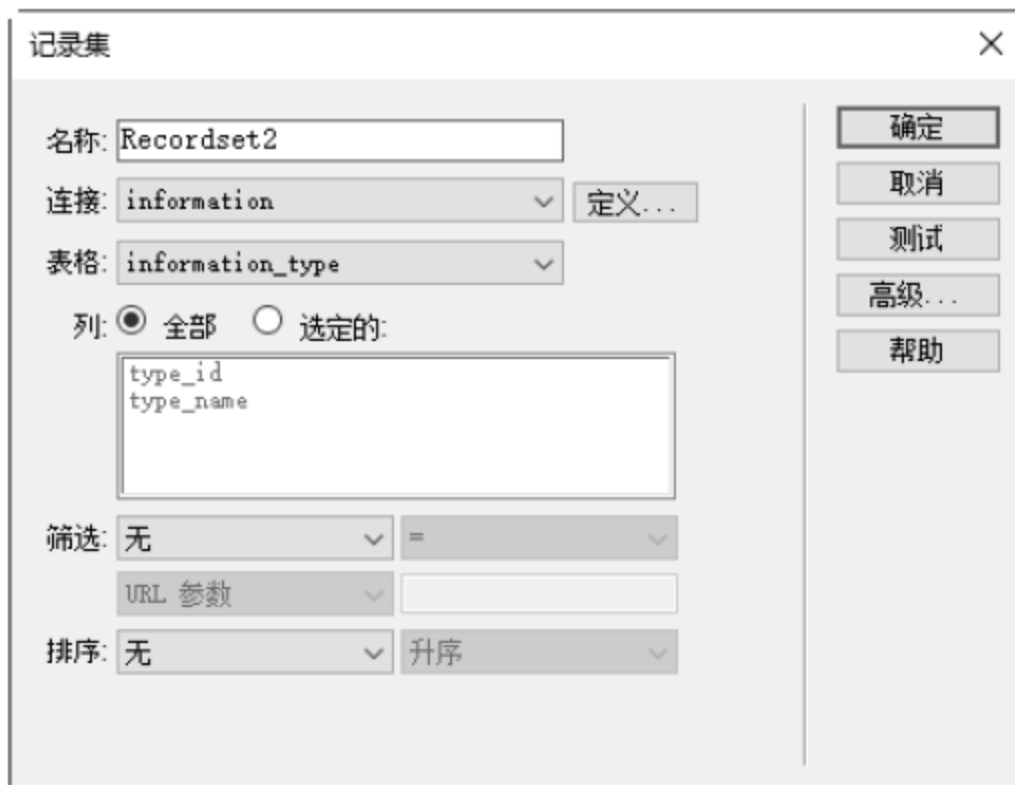 记录集
名称: Recordset2
连接: information 定义...
表格: information_type
列: 全部 选定的:
type_id
type_name
筛选: 无 =
URL 参数
排序: 无 升序
确定
取消
测试
高级...
帮助